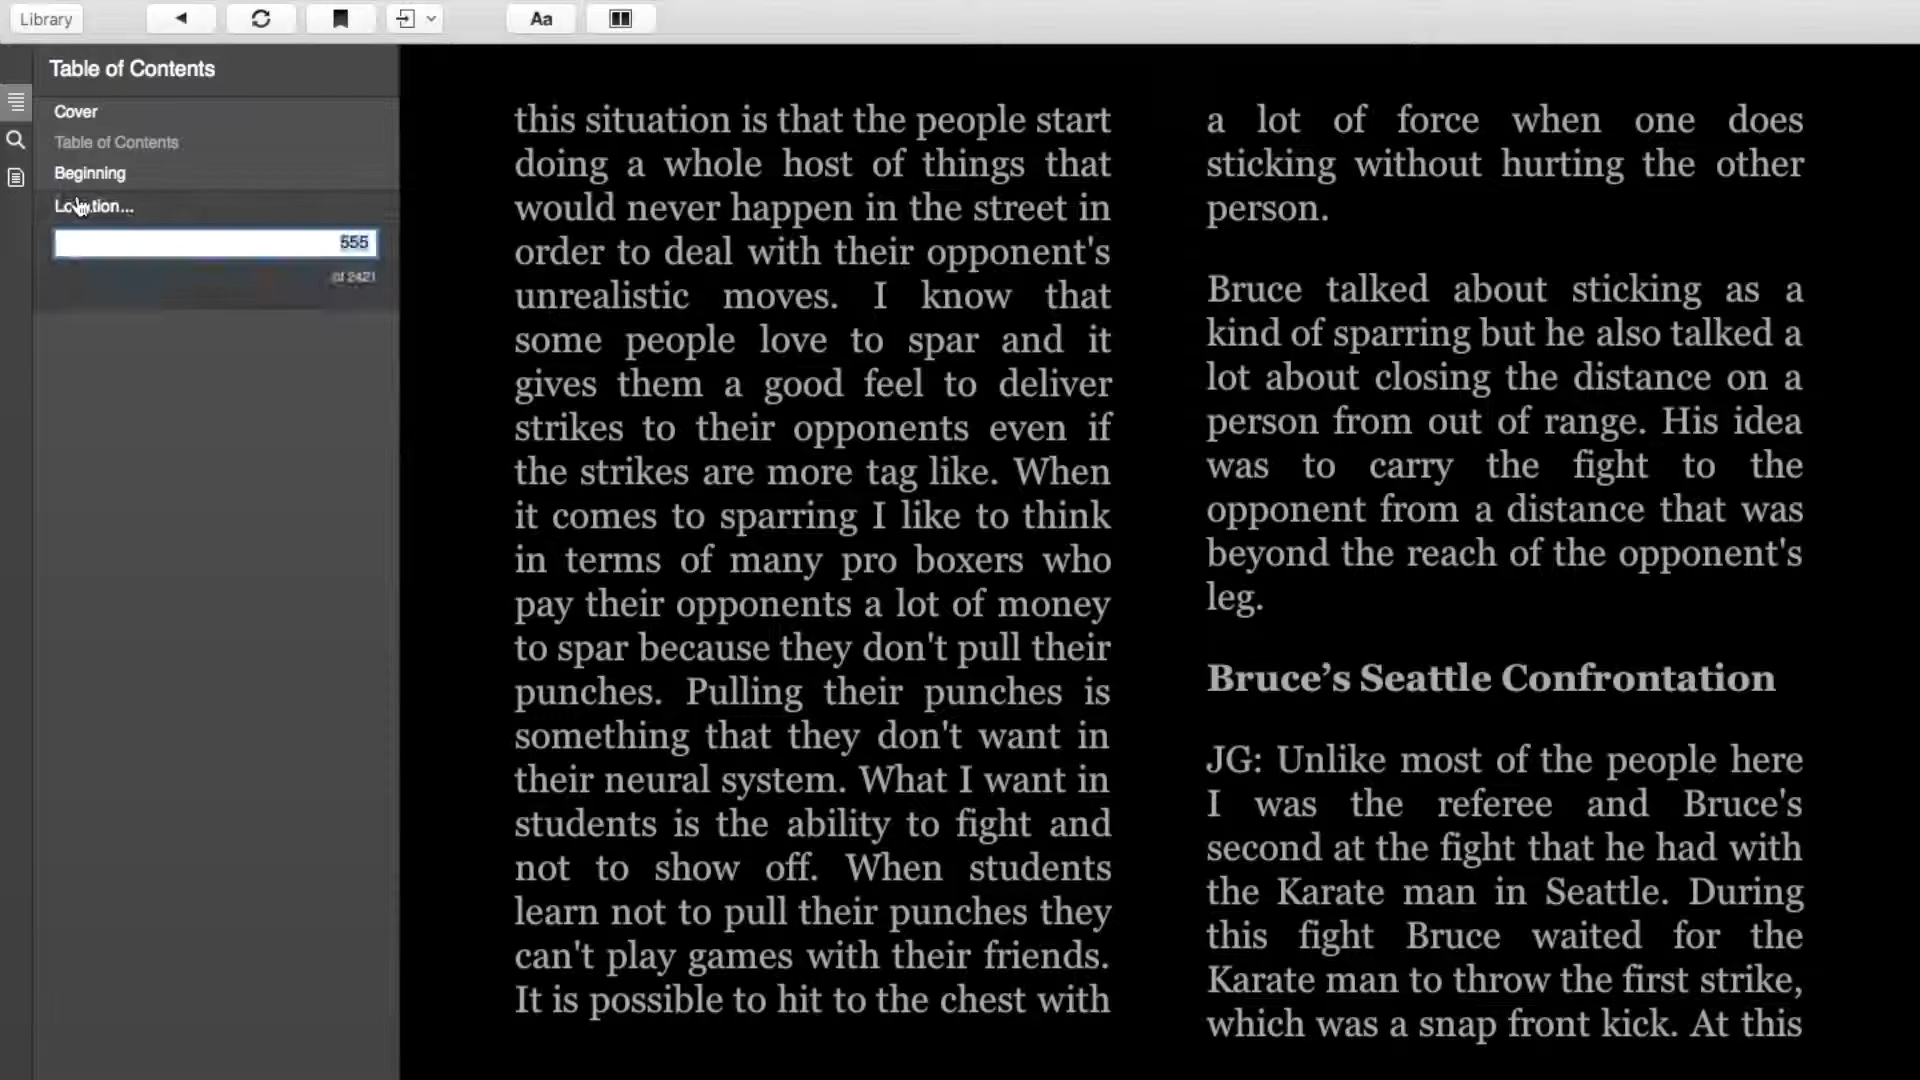 Library
Aa
Table of Contents
Cover
Table of Contents
Beginning
Location...
555
of 2421
this situation is that the people start
doing a whole host of things that
would never happen in the street in
order to deal with their opponent's
unrealistic moves. I know that
some people love to spar and it
gives them a good feel to deliver
strikes to their opponents even if
the strikes are more tag like. When
it comes to sparring I like to think
in terms of many pro boxers who
pay their opponents a lot of money
to spar because they don't pull their
punches. Pulling their punches is
something that they don't want in
their neural system. What I want in
students is the ability to fight and
not to show off. When students
learn not to pull their punches they
can't play games with their friends.
It is possible to hit to the chest with
a lot of force when one does
sticking without hurting the other
person.
Bruce talked about sticking as a
kind of sparring but he also talked a
lot about closing the distance on a
person from out of range. His idea
was to carry the fight to the
opponent from a distance that was
beyond the reach of the opponent's
leg.
Bruce’s Seattle Confrontation
JG: Unlike most of the people here
I was the referee and Bruce's
second at the fight that he had with
the Karate man in Seattle. During
this fight Bruce waited for the
Karate man to throw the first strike,
which was a snap front kick. At this